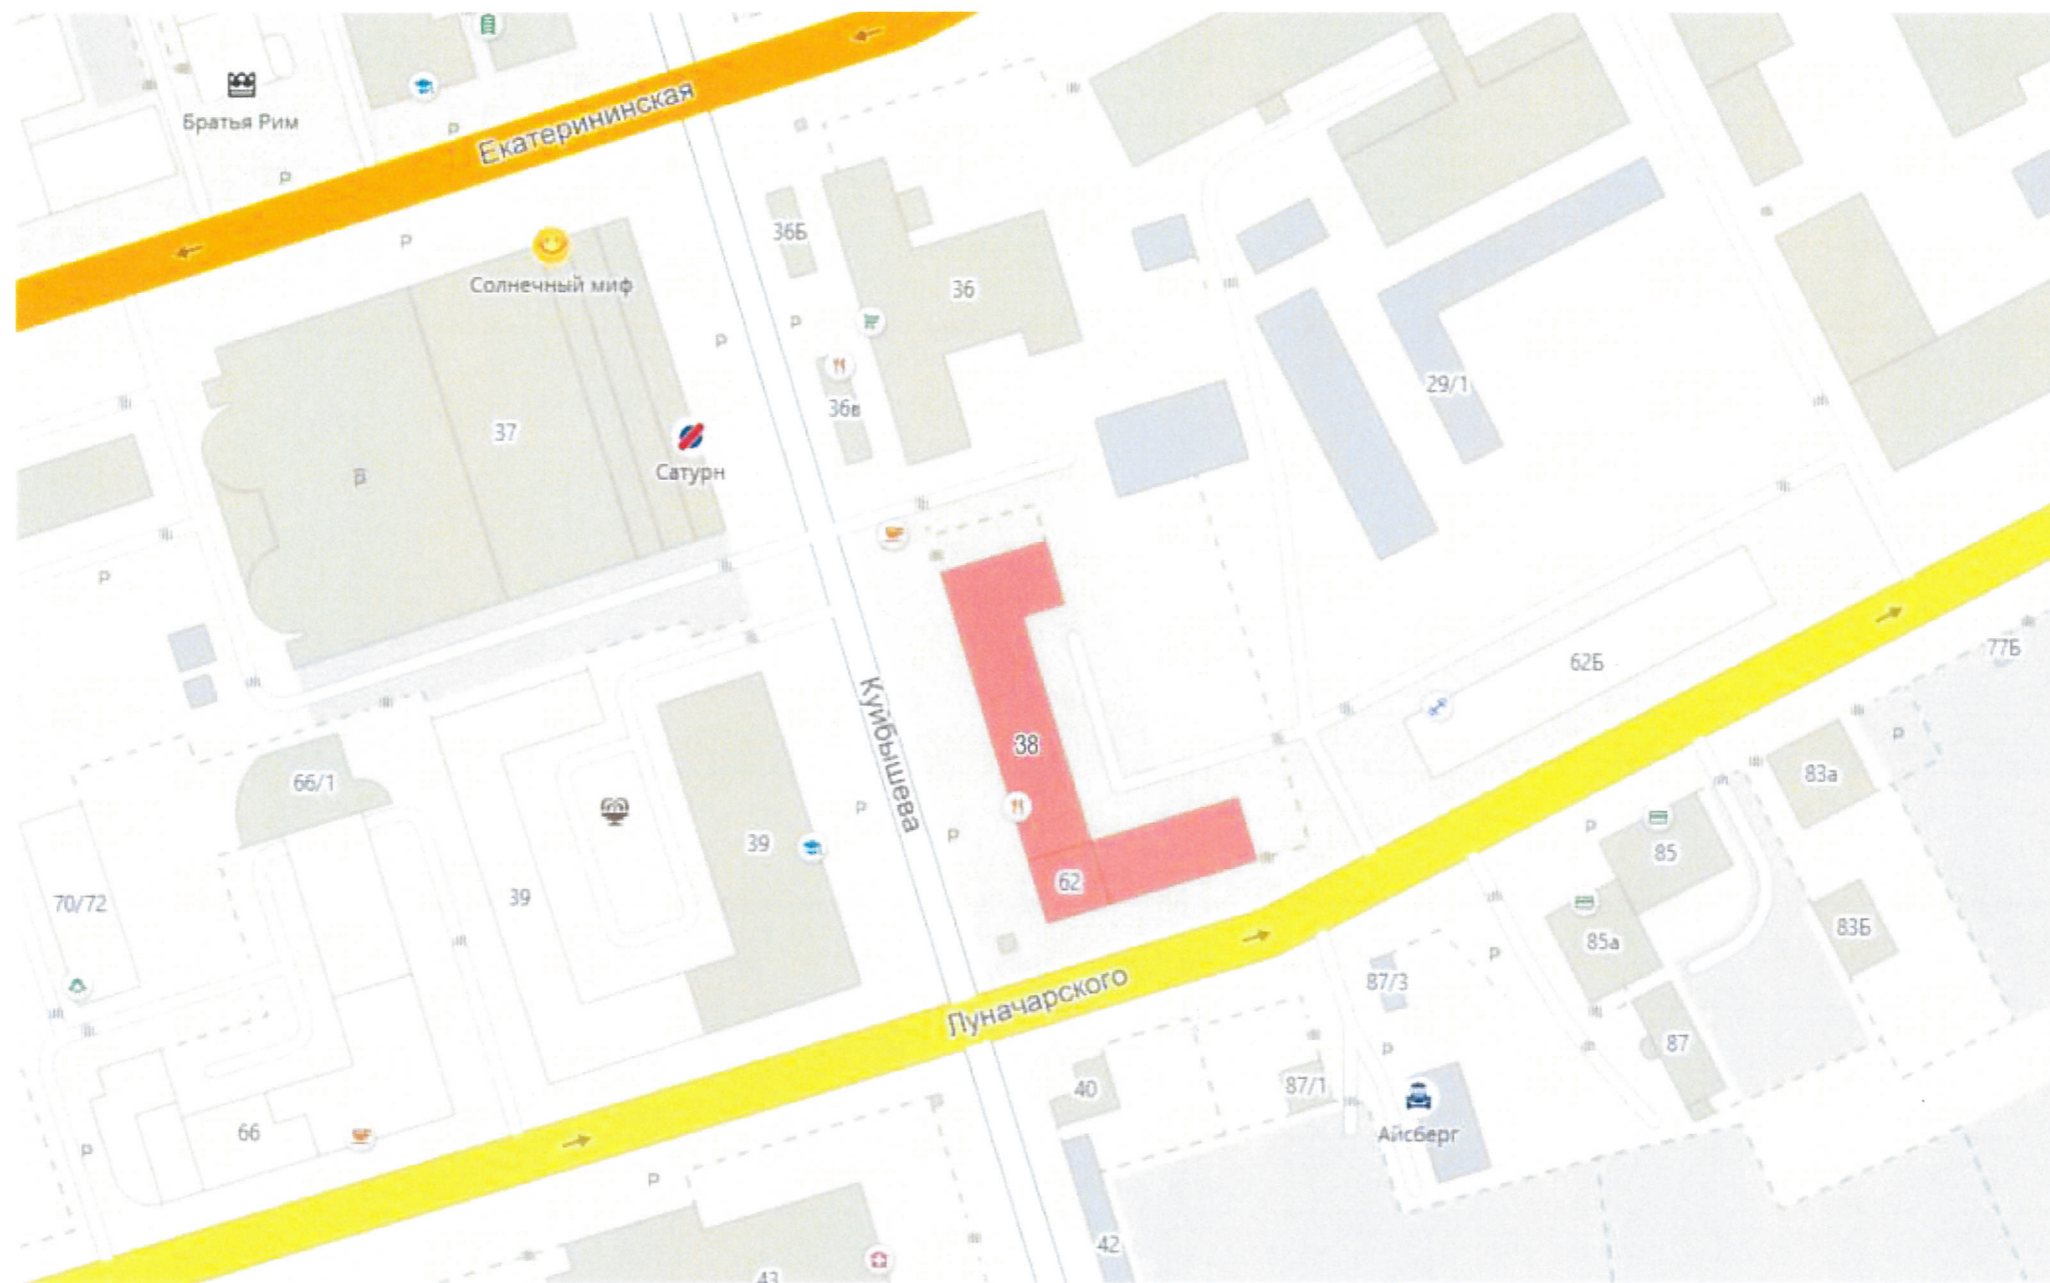 Братья Рим
Екатерининская
P
P
P
Солнечный миф
36Б
36
P
P
36в
29/1
37
P
Сатурн
P
62Б
77Б
Куйбышева
38
P
83а
66/1
39
P
P
P
85
62
70/72
39
83Б
85а
P
87/3
Луначарского
87
P
40
87/1
66
Айсберг
P
P
42
43